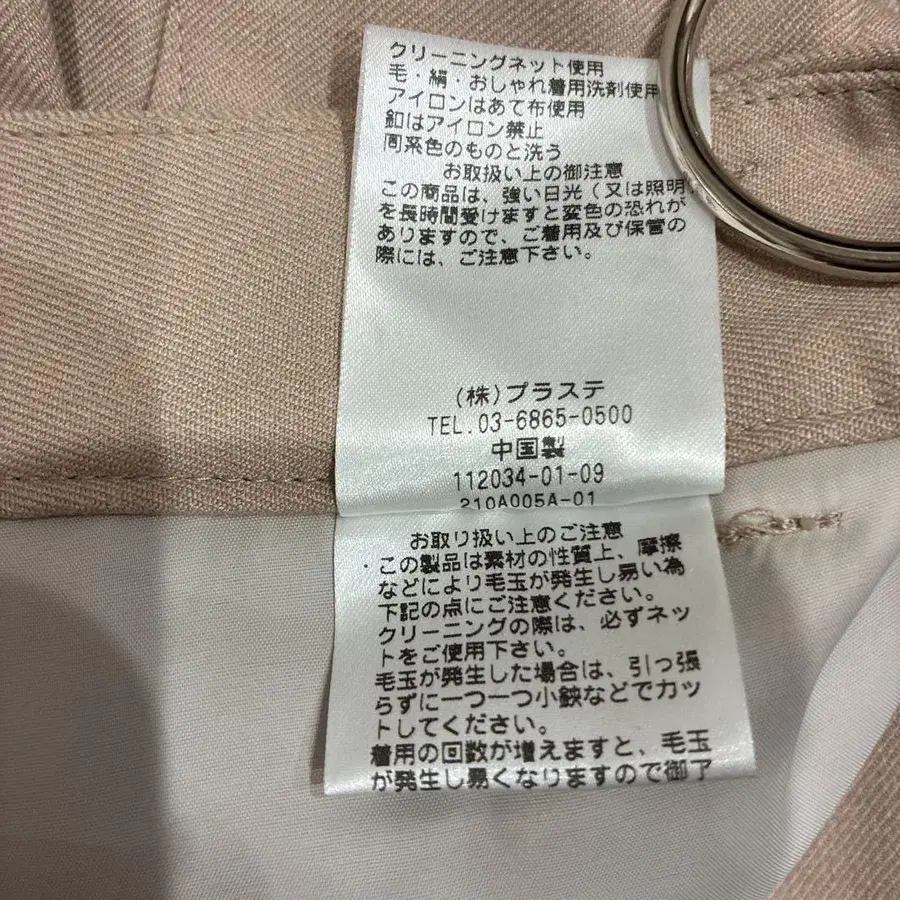 クリーニングネット使用
毛・絹・おしゃれ着用洗剤使用
アイロンはあて布使用
釦はアイロン禁止
同系色のものと洗う
お取扱い上の御注意
この商品は、強い日光(又は照明)
を長時間受けますと変色の恐れが
ありますので、ご着用及び保管の
際には、ご注意下さい。
(株)プラステ
TEL.03-6865-0500
中国製
112034-01-09
210A005A-01
お取り扱い上のご注意
・この製品は素材の性質上、摩擦
などにより毛玉が発生し易い為
下記の点にご注意ください。
クリーニングの際は、必ずネッ
トをご使用下さい。
毛玉が発生した場合は、引っ張
らずに一つ一つ小鋏などでカッ
トしてください。
着用の回数が増えますと、毛玉
が発生し易くなりますので御了